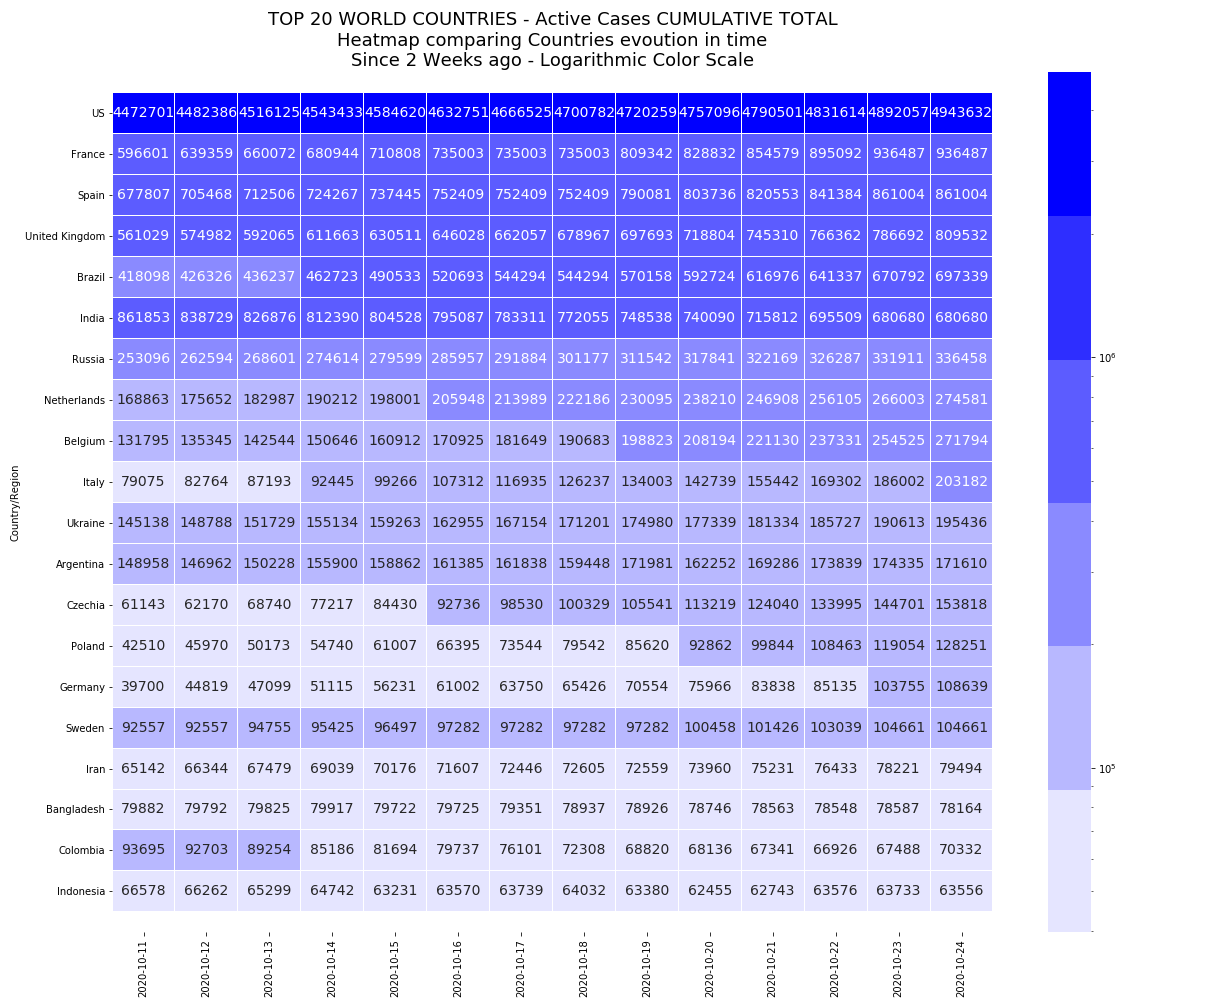 TOP 20 WORLD COUNTRIES - Active Cases CUMULATIVE TOTAL
Heatmap comparing Countries evoution in time
Since 2 Weeks ago - Logarithmic Color Scale
US 4472701 4482386 4516125 4543433 4584620 4632751 4666525 4700782 4720259 4757096 4790501 4831614 4892057 4943632
France 596601 639359 660072 680944 710808 735003 735003 735003 809342 828832 854579 895092 936487 936487
Spain 677807 705468 712506 724267 737445 752409 752409 752409 790081 803736 820553 841384 861004 861004
United Kingdom 561029 574982 592065 611663 630511 646028 662057 678967 697693 718804 745310 766362 786692 809532
Brazil 418098 426326 436237 462723 490533 520693 544294 544294 570158 592724 616976 641337 670792 697339
India 861853 838729 826876 812390 804528 795087 783311 772055 748538 740090 715812 695509 680680 680680
Russia 253096 262594 268601 274614 279599 285957 291884 301177 311542 317841 322169 326287 331911 336458
Netherlands 168863 175652 182987 190212 198001 205948 213989 222186 230095 238210 246908 256105 266003 274581
Belgium 131795 135345 142544 150646 160912 170925 181649 190683 198823 208194 221130 237331 254525 271794
Italy 79075 82764 87193 92445 99266 107312 116935 126237 134003 142739 155442 169302 186002 203182
Ukraine 145138 148788 151729 155134 159263 162955 167154 171201 174980 177339 181334 185727 190613 195436
Argentina 148958 146962 150228 155900 158862 161385 161838 159448 171981 162252 169286 173839 174335 171610
Czechia 61143 62170 68740 77217 84430 92736 98530 100329 105541 113219 124040 133995 144701 153818
Poland 42510 45970 50173 54740 61007 66395 73544 79542 85620 92862 99844 108463 119054 128251
Germany 39700 44819 47099 51115 56231 61002 63750 65426 70554 75966 83838 85135 103755 108639
Sweden 92557 92557 94755 95425 96497 97282 97282 97282 97282 100458 101426 103039 104661 104661
Iran 65142 66344 67479 69039 70176 71607 72446 72605 72559 73960 75231 76433 78221 79494
Bangladesh 79882 79792 79825 79917 79722 79725 79351 78937 78926 78746 78563 78548 78587 78164
Colombia 93695 92703 89254 85186 81694 79737 76101 72308 68820 68136 67341 66926 67488 70332
Indonesia 66578 66262 65299 64742 63231 63570 63739 64032 63380 62455 62743 63576 63733 63556
2020-10-11 2020-10-12 2020-10-13 2020-10-14 2020-10-15 2020-10-16 2020-10-17 2020-10-18 2020-10-19 2020-10-20 2020-10-21 2020-10-22 2020-10-23 2020-10-24
Country/Region
10⁶
10⁵